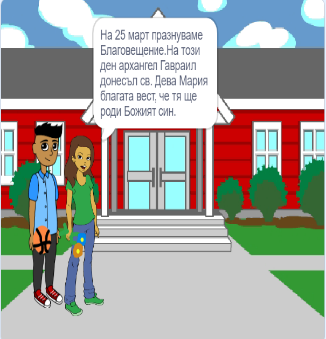 На 25 март празнуваме
Благовещение.На този
ден архангел Гавраил
донесъл св. Дева Мария
благата вест, че тя ще
роди Божият син.